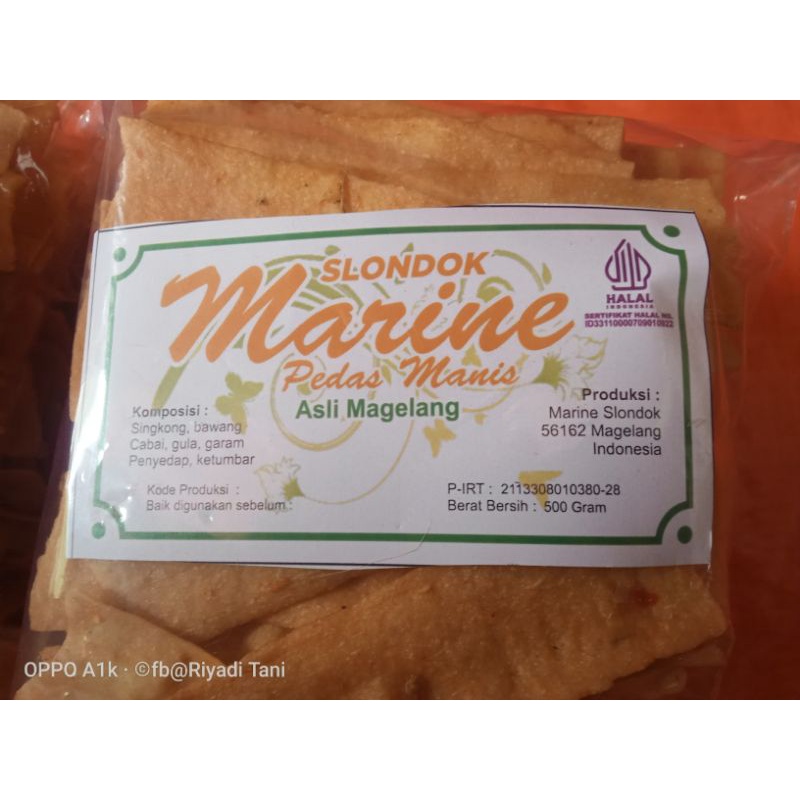 SLONDOK
Marine
Pedas Manis
Asli Magelang
HALAL
INDONESIA
SERTIFIKAT HALAL NO.
ID33110000709010922
Komposisi :
Singkong, bawang
Cabai, gula, garam
Penyedap, ketumbar
Produksi :
Marine Slondok
56162 Magelang
Indonesia
Kode Produksi :
Baik digunakan sebelum :
P-IRT : 2113308010380-28
Berat Bersih : 500 Gram
OPPO A1k · ©fb@Riyadi Tani